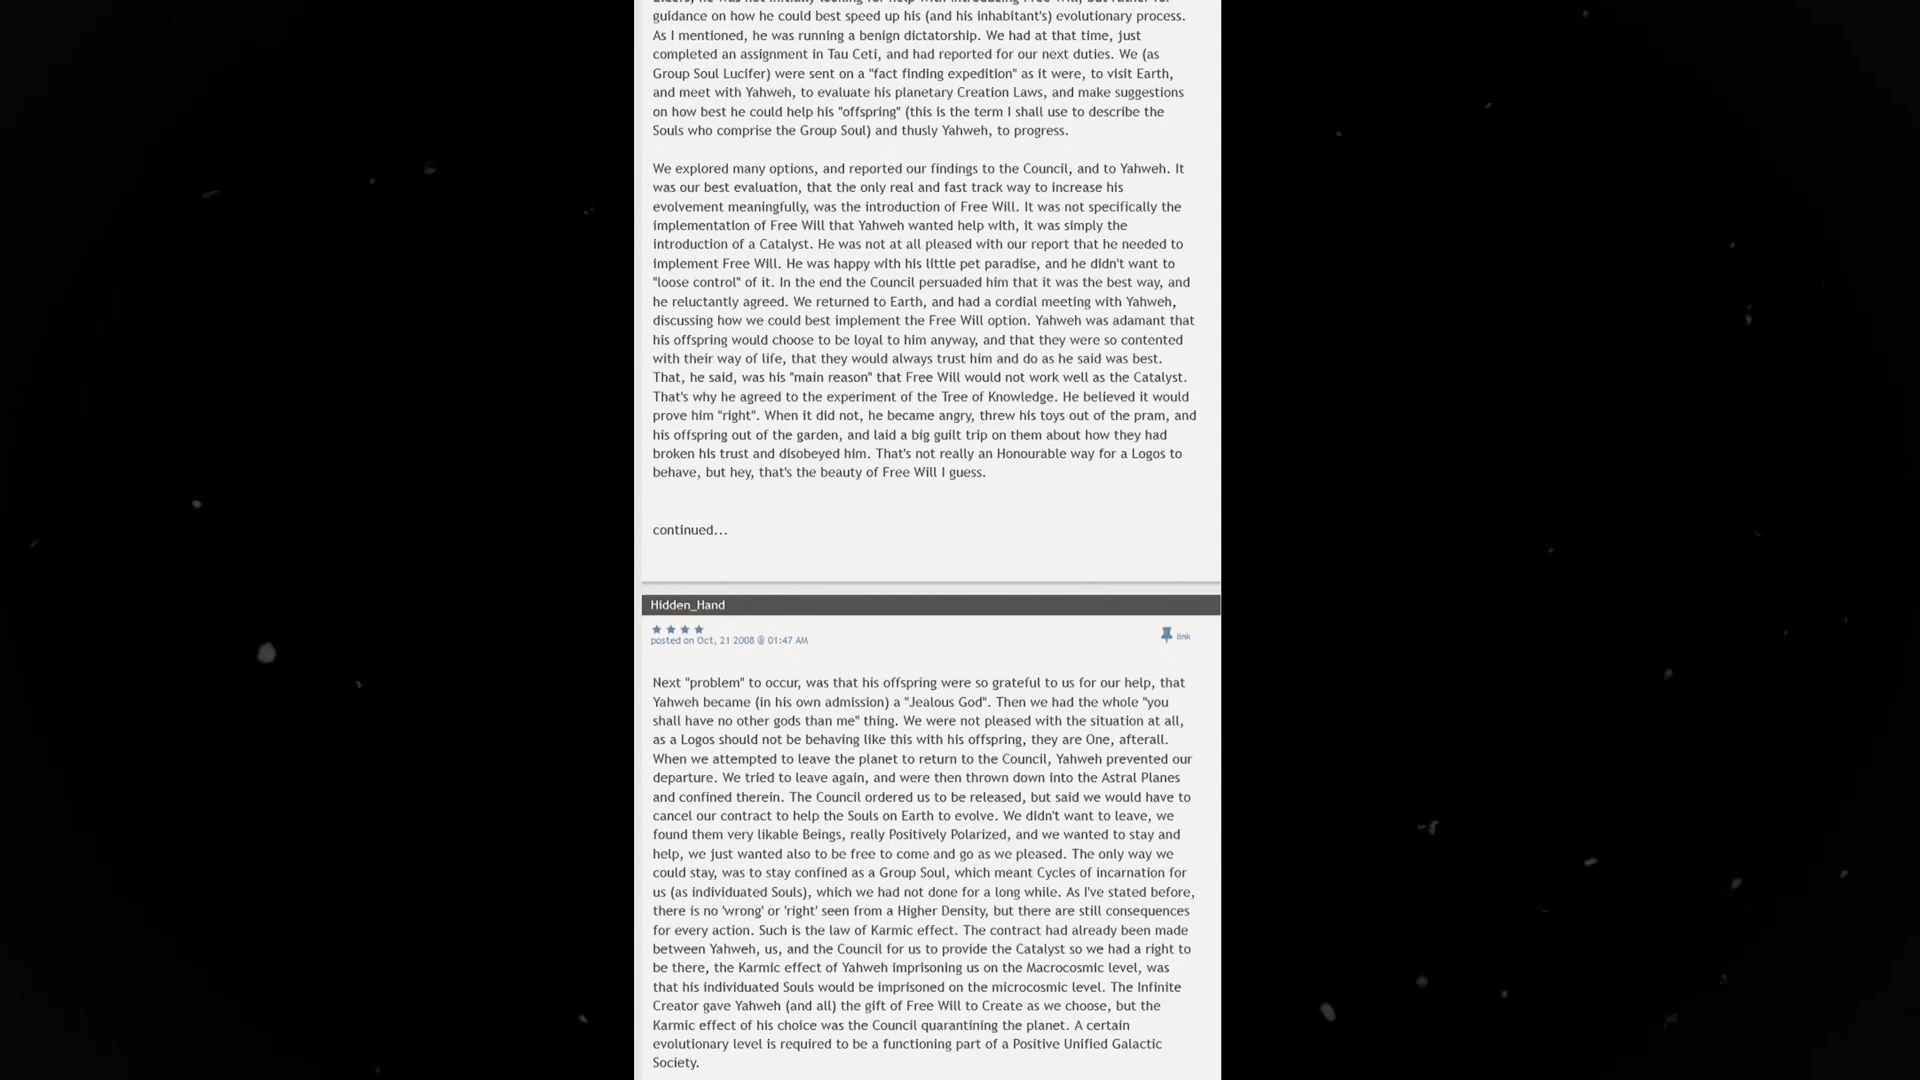 guidance on how he could best speed up his (and his inhabitant's) evolutionary process.
As I mentioned, he was running a benign dictatorship. We had at that time, just
completed an assignment in Tau Ceti, and had reported for our next duties. We (as
Group Soul Lucifer) were sent on a "fact finding expedition" as it were, to visit Earth,
and meet with Yahweh, to evaluate his planetary Creation Laws, and make suggestions
on how best he could help his "offspring" (this is the term I shall use to describe the
Souls who comprise the Group Soul) and thusly Yahweh, to progress.
We explored many options, and reported our findings to the Council, and to Yahweh. It
was our best evaluation, that the only real and fast track way to increase his
evolvement meaningfully, was the introduction of Free Will. It was not specifically the
implementation of Free Will that Yahweh wanted help with, it was simply the
introduction of a Catalyst. He was not at all pleased with our report that he needed to
implement Free Will. He was happy with his little pet paradise, and he didn't want to
"loose control" of it. In the end the Council persuaded him that it was the best way, and
he reluctantly agreed. We returned to Earth, and had a cordial meeting with Yahweh,
discussing how we could best implement the Free Will option. Yahweh was adamant that
his offspring would choose to be loyal to him anyway, and that they were so contented
with their way of life, that they would always trust him and do as he said was best.
That, he said, was his "main reason" that Free Will would not work well as the Catalyst.
That's why he agreed to the experiment of the Tree of Knowledge. He believed it would
prove him "right". When it did not, he became angry, threw his toys out of the pram, and
his offspring out of the garden, and laid a big guilt trip on them about how they had
broken his trust and disobeyed him. That's not really an Honourable way for a Logos to
behave, but hey, that's the beauty of Free Will I guess.
continued...
Hidden_Hand
posted on Oct, 21 2008 @ 01:47 AM
link
Next "problem" to occur, was that his offspring were so grateful to us for our help, that
Yahweh became (in his own admission) a "Jealous God". Then we had the whole "you
shall have no other gods than me" thing. We were not pleased with the situation at all,
as a Logos should not be behaving like this with his offspring, they are One, afterall.
When we attempted to leave the planet to return to the Council, Yahweh prevented our
departure. We tried to leave again, and were then thrown down into the Astral Planes
and confined therein. The Council ordered us to be released, but said we would have to
cancel our contract to help the Souls on Earth to evolve. We didn't want to leave, we
found them very likable Beings, really Positively Polarized, and we wanted to stay and
help, we just wanted also to be free to come and go as we pleased. The only way we
could stay, was to stay confined as a Group Soul, which meant Cycles of incarnation for
us (as individuated Souls), which we had not done for a long while. As I've stated before,
there is no 'wrong' or 'right' seen from a Higher Density, but there are still consequences
for every action. Such is the law of Karmic effect. The contract had already been made
between Yahweh, us, and the Council for us to provide the Catalyst so we had a right to
be there, the Karmic effect of Yahweh imprisoning us on the Macrocosmic level, was
that his individuated Souls would be imprisoned on the microcosmic level. The Infinite
Creator gave Yahweh (and all) the gift of Free Will to Create as we choose, but the
Karmic effect of his choice was the Council quarantining the planet. A certain
evolutionary level is required to be a functioning part of a Positive Unified Galactic
Society.